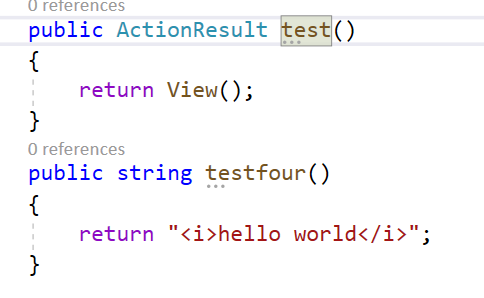 0 references
public ActionResult test()
{
return View();
}
0 references
public string testfour()
{
return "<i>hello world</i>";
}